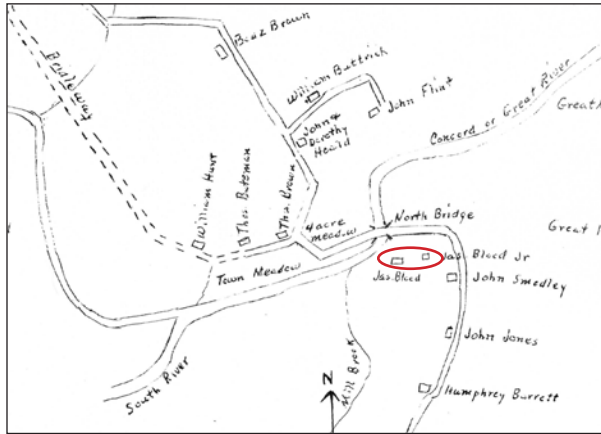 Boaz Brown
Bridle Way
William Buttrick
John Flint
John &
Dorothy
Heald
Concord or Great River
Great
William Hunt
Thos Bateman
Tho. Brown
4 acre
meadow
North Bridge
Great
Town Meadow
Jas. Blood Jr
Jas. Blood
John Smedley
South River
Mill Brook
John Jones
N
Humphrey Barrett